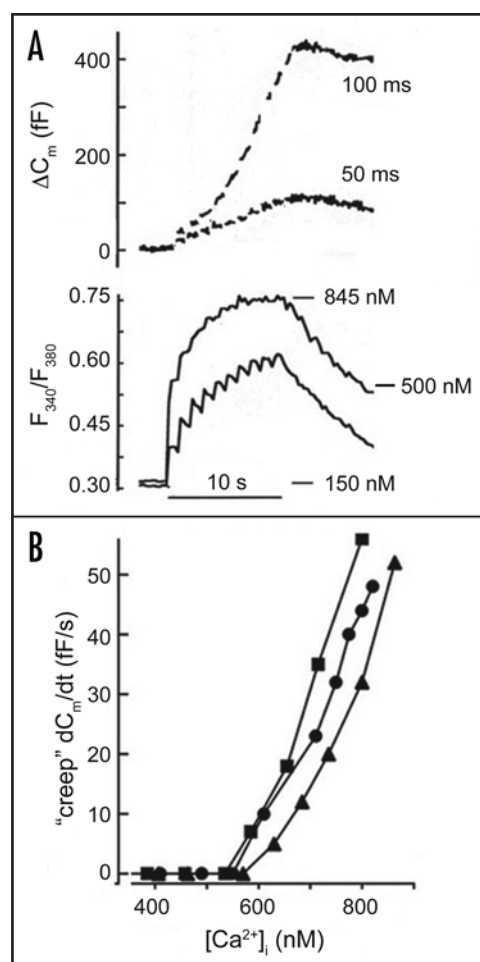 A
ΔCm (fF)
400
200
0
100 ms
50 ms
F340/F380
0.75
0.60
0.45
0.30
845 nM
500 nM
150 nM
10 s
B
"creep" dCm/dt (fF/s)
50
40
30
20
10
0
400 600 800
[Ca2+]i (nM)